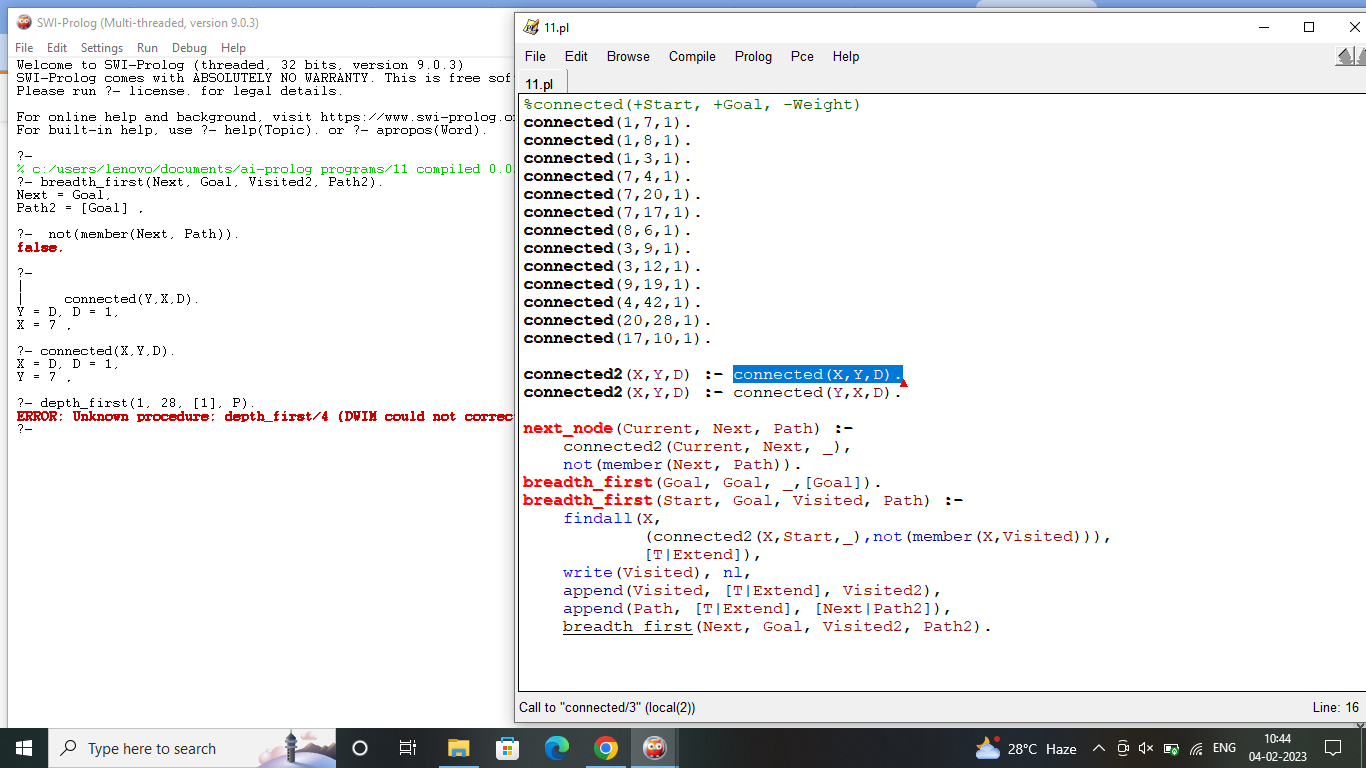 SWI-Prolog (Multi-threaded, version 9.0.3)
File Edit Settings Run Debug Help
Welcome to SWI-Prolog (threaded, 32 bits, version 9.0.3)
SWI-Prolog comes with ABSOLUTELY NO WARRANTY. This is free
Please run ?- license. for legal details.
For online help and background, visit
For built-in help, use ?- help(Topic). or ?- apropos(Word).
?-
% c:/users/lenovo/documents/ai-prolog programs/11 compiled
?- breadth_first(Next, Goal, Visited2, Path2).
Next = Goal,
Path2 = [Goal] ,
?-  not(member(Next, Path)).
false.
?-
|
|     connected(Y,X,D).
Y = D, D = 1,
X = 7 ,
?- connected(X,Y,D).
X = D, D = 1,
Y = 7 ,
?- depth_first(1, 28, [1], P).
ERROR: Unknown procedure: depth_first/4 (DWIM could not
?-
11.pl
File Edit Browse Compile Prolog Pce Help
11.pl
%connected(+Start, +Goal, -Weight)
connected(1,7,1).
connected(1,8,1).
connected(1,3,1).
connected(7,4,1).
connected(7,20,1).
connected(7,17,1).
connected(8,6,1).
connected(3,9,1).
connected(3,12,1).
connected(9,19,1).
connected(4,42,1).
connected(20,28,1).
connected(17,10,1).
connected2(X,Y,D) :- connected(X,Y,D).
connected2(X,Y,D) :- connected(Y,X,D).
next_node(Current, Next, Path) :-
connected2(Current, Next, _),
not(member(Next, Path)).
breadth_first(Goal, Goal, _,[Goal]).
breadth_first(Start, Goal, Visited, Path) :-
findall(X,
(connected2(X,Start,_),not(member(X,Visited))),
[T|Extend]),
write(Visited), nl,
append(Visited, [T|Extend], Visited2),
append(Path, [T|Extend], [Next|Path2]),
breadth_first(Next, Goal, Visited2, Path2).
Call to "connected/3" (local(2))
Line: 16
Type here to search
28°C Haze
ENG
10:44
04-02-2023